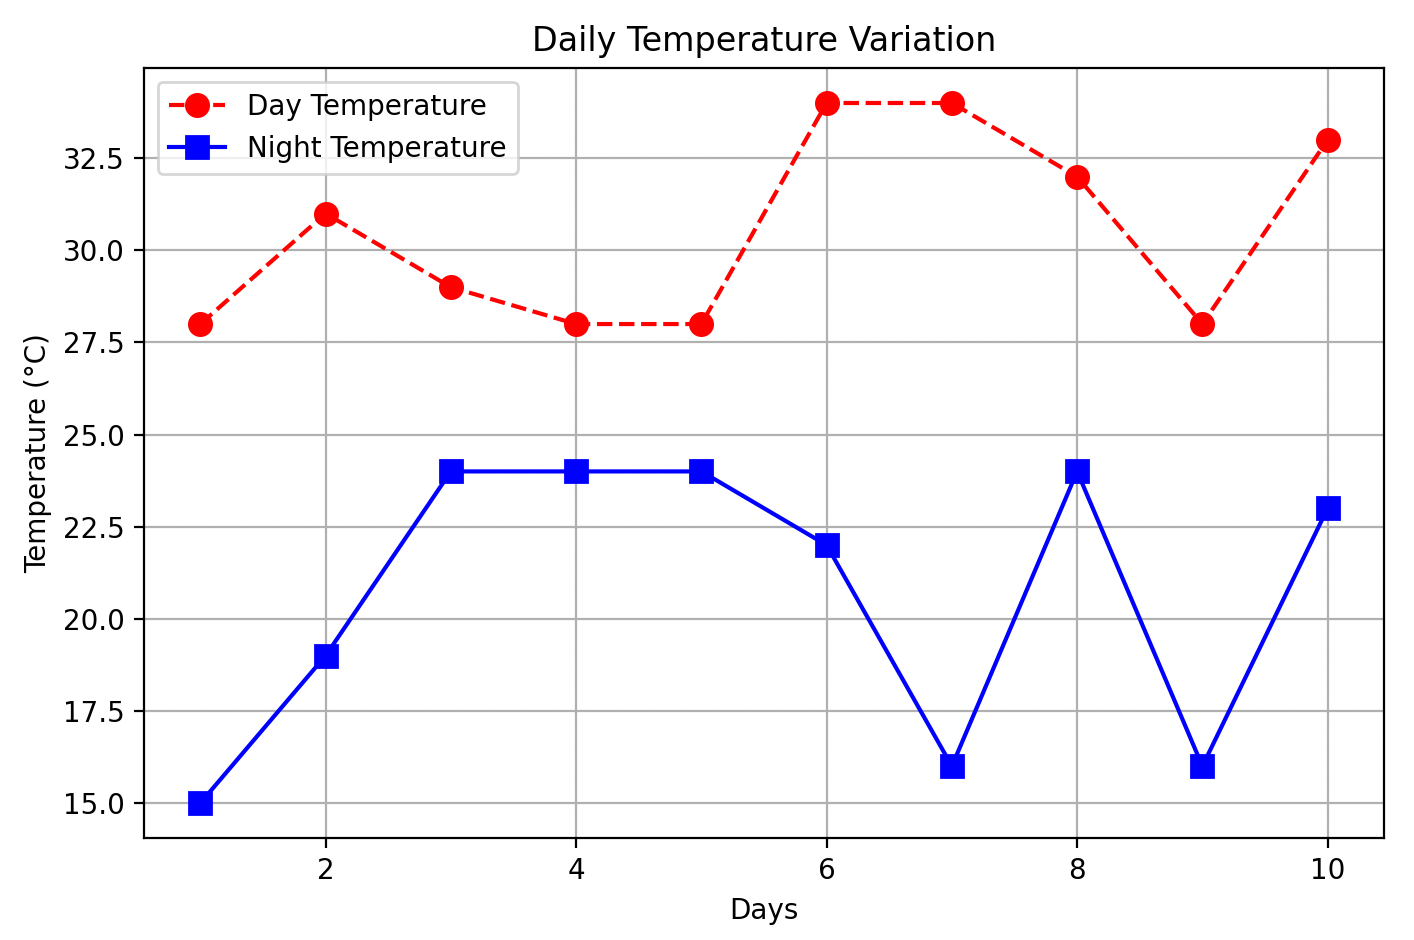 Daily Temperature Variation
Day Temperature
Night Temperature
32.5
30.0
27.5
25.0
22.5
20.0
17.5
15.0
Temperature (°C)
2 4 6 8 10
Days